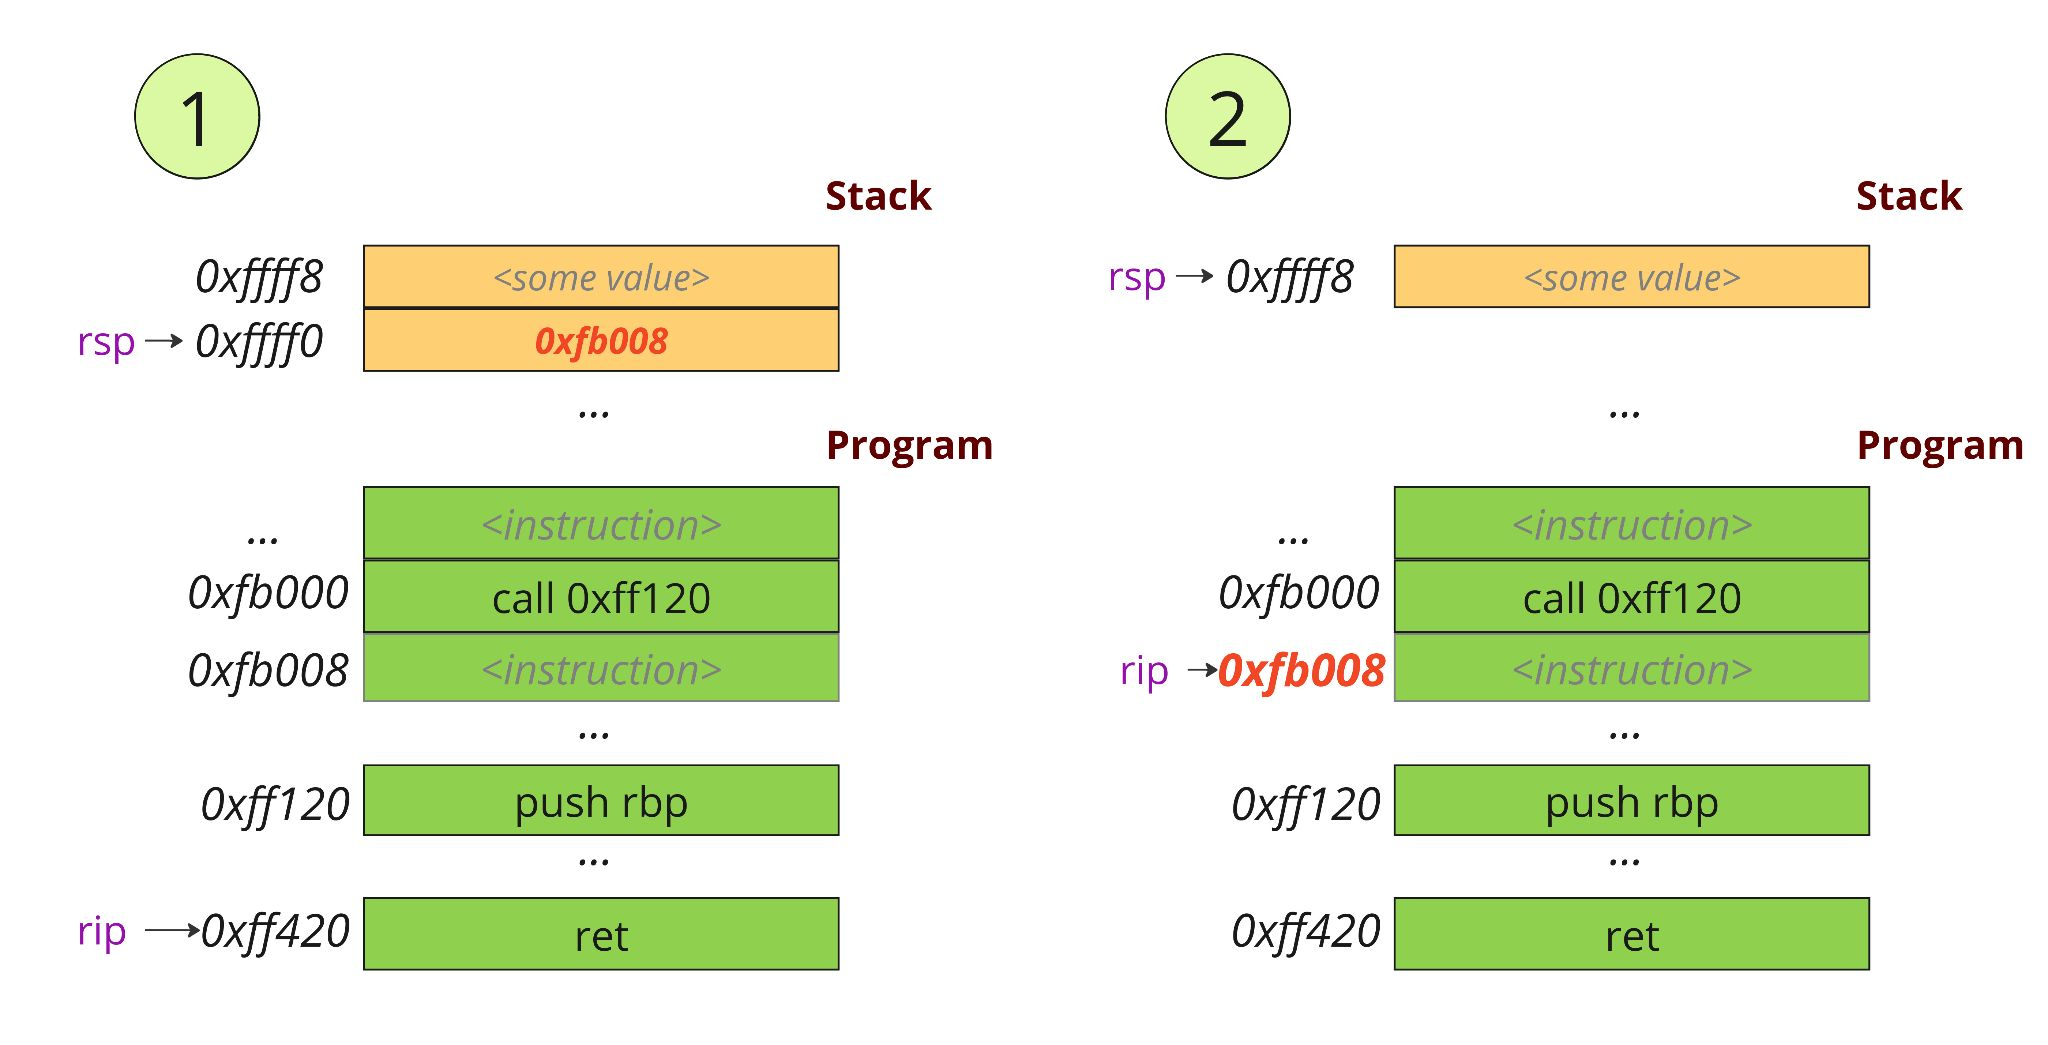 1
Stack
0xffff8 <some value>
rsp 0xffff0 0xfb008
...
Program
... <instruction>
0xfb000 call 0xff120
0xfb008 <instruction>
...
0xff120 push rbp
...
rip 0xff420 ret
2
Stack
rsp 0xffff8 <some value>
...
Program
... <instruction>
0xfb000 call 0xff120
rip 0xfb008 <instruction>
...
0xff120 push rbp
...
0xff420 ret